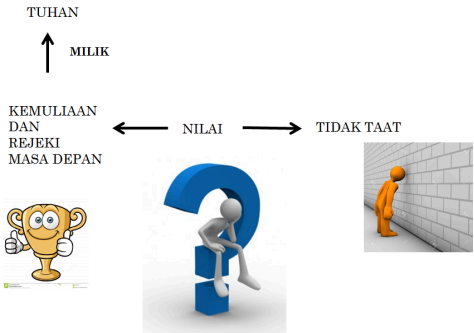 TUHAN
MILIK
KEMULIAAN
DAN
REJEKI
MASA DEPAN
NILAI
TIDAK TAAT